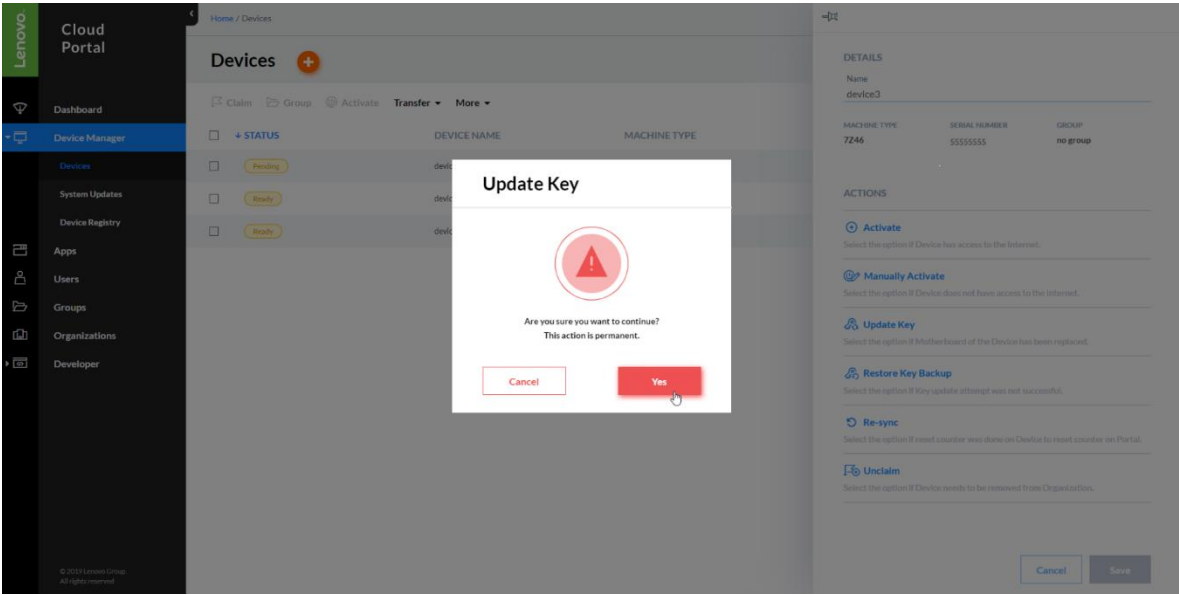 Lenovo.
Cloud
Portal
Dashboard
Device Manager
Devices
System Updates
Device Registry
Apps
Users
Groups
Organizations
Developer
© 2019 Lenovo Group
All rights reserved
Home / Devices
Devices
Claim Group Activate Transfer More
STATUS DEVICE NAME MACHINE TYPE
Pending
Ready
Ready
Update Key
Are you sure you want to continue?
This action is permanent.
Cancel Yes
DETAILS
Name
device3
MACHINE TYPE SERIAL NUMBER GROUP
7Z46 SSSSSSSS no group
ACTIONS
Activate
Select the option if Device has access to the Internet.
Manually Activate
Select the option if Device does not have access to the Internet.
Update Key
Select the option if Motherboard of the Device has been replaced.
Restore Key Backup
Select the option if Key update attempt was not successful.
Re-sync
Select the option if reset counter was done on Device to reset counter on Portal.
Unclaim
Select the option if Device needs to be removed from Organization.
Cancel Save